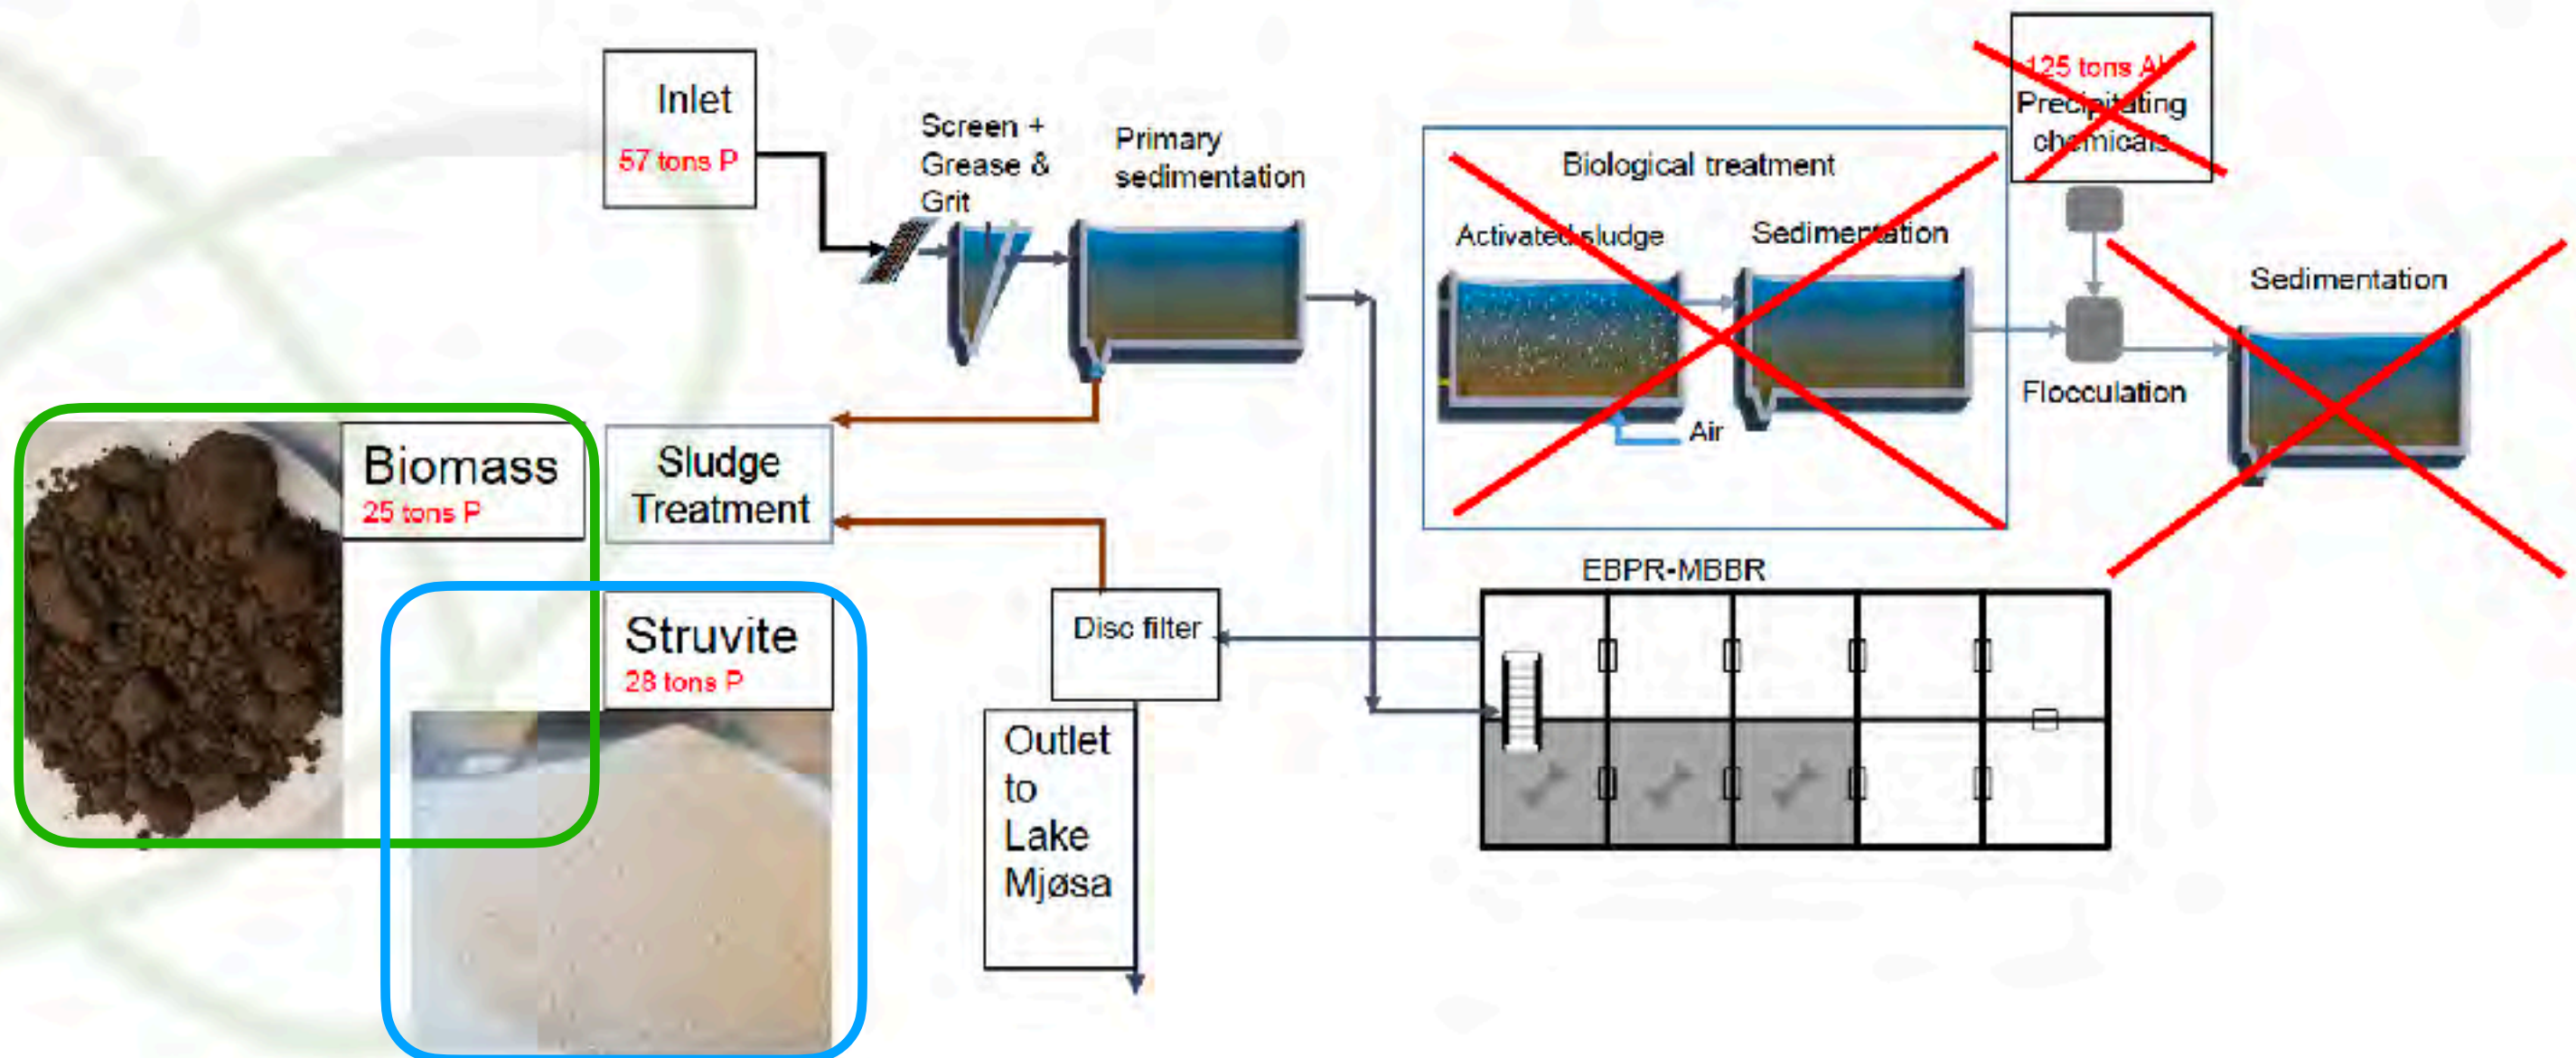 Inlet
57 tons P
Screen +
Grease &
Grit
Primary
sedimentation
Biological treatment
Activated sludge
Sedimentation
Air
125 tons Al
Precipitating
chemicals
Flocculation
Sedimentation
Biomass
25 tons P
Sludge
Treatment
Struvite
28 tons P
Disc filter
Outlet
to
Lake
Mjøsa
EBPR-MBBR